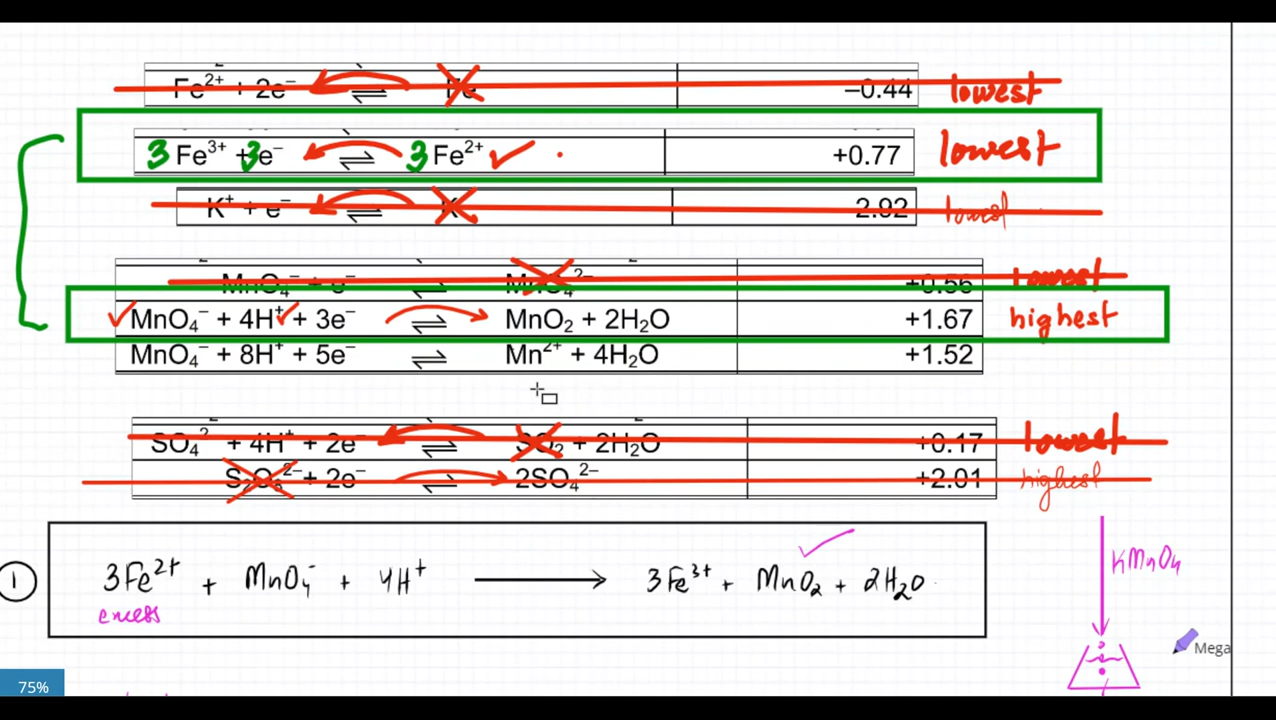 Fe²⁺ + 2e⁻ ⇌ Fe –0.44 lowest
3 Fe³⁺ + 3e⁻ ⇌ 3 Fe²⁺ +0.77 lowest
K⁺ + e⁻ ⇌ K 2.92 lowest
MnO₄⁻ + e⁻ ⇌ MnO₄²⁻ +0.56 lowest
MnO₄⁻ + 4H⁺ + 3e⁻ ⇌ MnO₂ + 2H₂O +1.67 highest
MnO₄⁻ + 8H⁺ + 5e⁻ ⇌ Mn²⁺ + 4H₂O +1.52
SO₄²⁻ + 4H⁺ + 2e⁻ ⇌ SO₂ + 2H₂O +0.17 lowest
S₂O₈²⁻ + 2e⁻ ⇌ 2SO₄²⁻ +2.01 highest
1 3Fe²⁺ + MnO₄⁻ + 4H⁺ ⟶ 3Fe³⁺ + MnO₂ + 2H₂O
excess
KMnO₄
Mega
75%